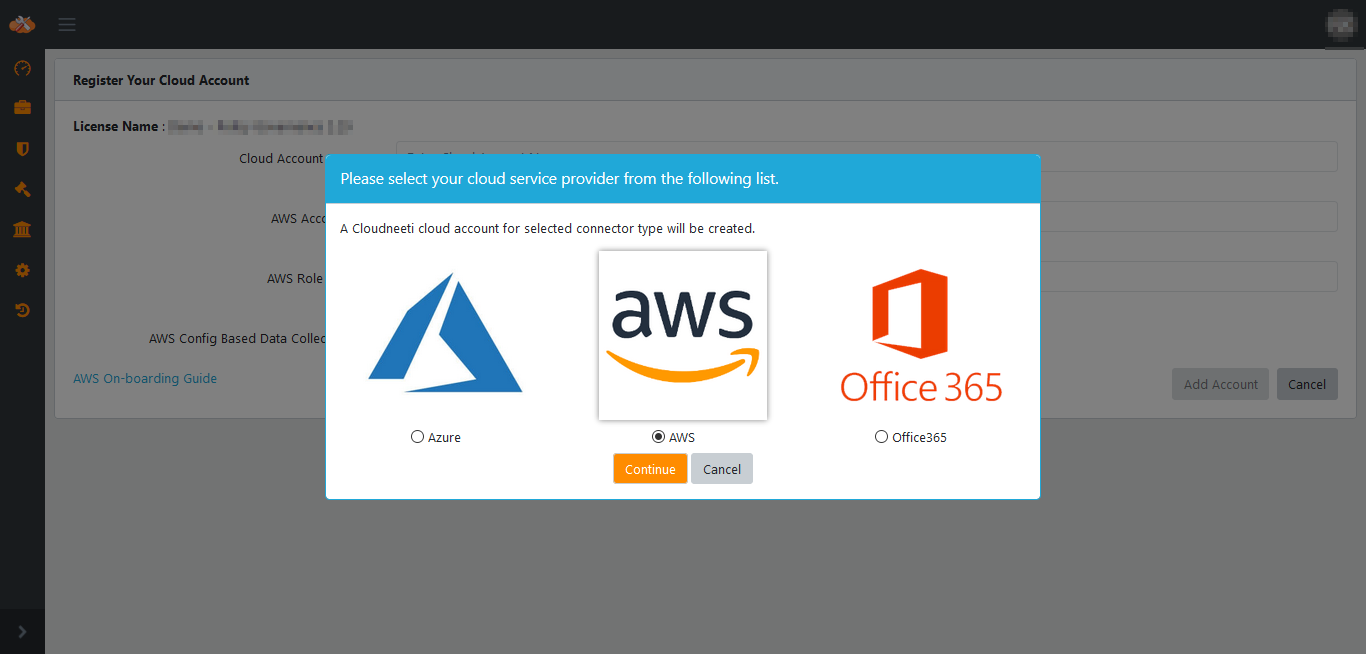 Register Your Cloud Account
License Name :
Cloud Account
Please select your cloud service provider from the following list.
AWS Acco
A Cloudneeti cloud account for selected connector type will be created.
AWS Role
aws
AWS Config Based Data Collec
Office 365
AWS On-boarding Guide
Add Account
Cancel
Azure
AWS
Office365
Continue
Cancel